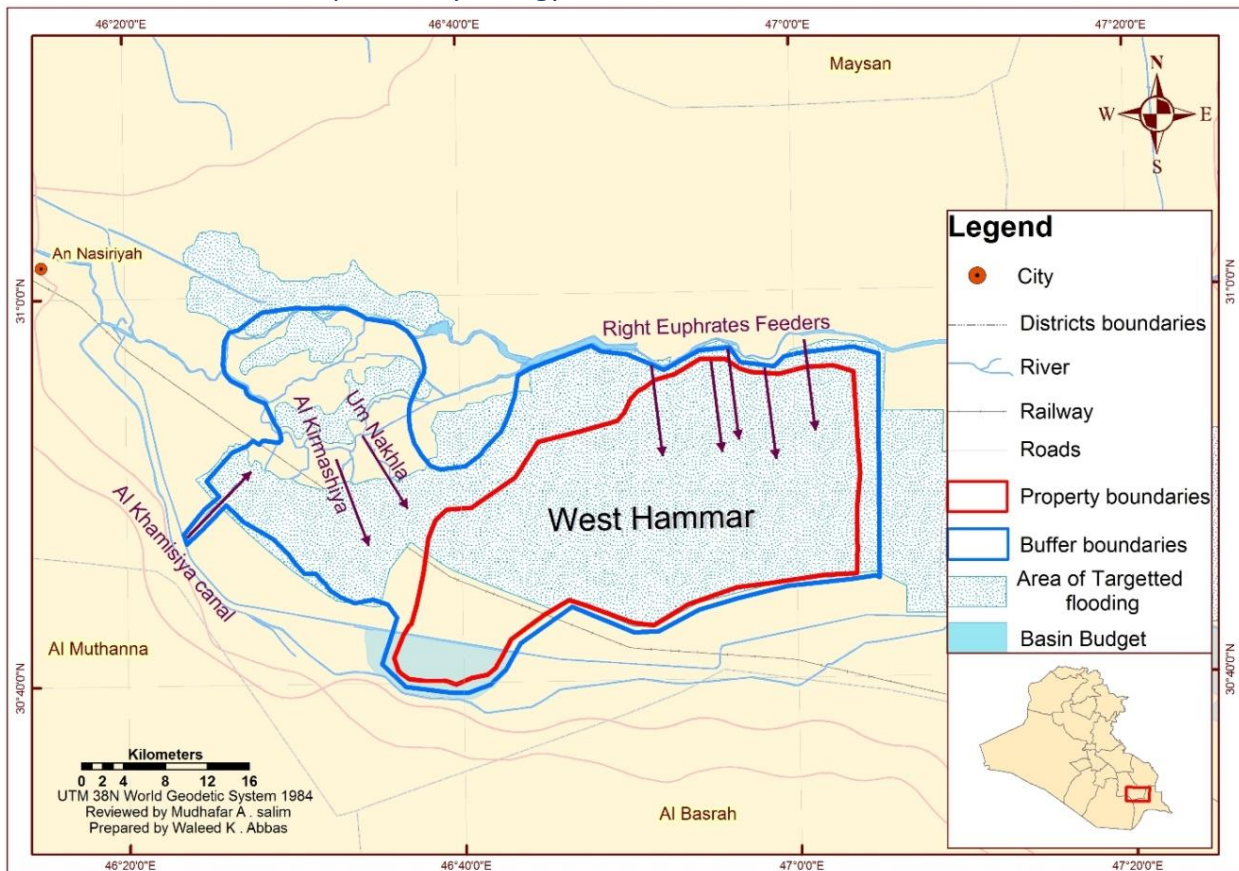 46°20'0"E
46°40'0"E
47°0'0"E
47°20'0"E
Maysan
N
W
E
S
An Nasiriyah
31°0'0"N
31°0'0"N
Right Euphrates Feeders
Um Nakhla
Al Kirmashiya
Al Khamisiya canal
West Hammar
Al Muthanna
Al Basrah
30°40'0"N
30°40'0"N
Legend
City
Districts boundaries
River
Railway
Roads
Property boundaries
Buffer boundaries
Area of Targetted
flooding
Basin Budget
Kilometers
0 2 4 8 12 16
UTM 38N World Geodetic System 1984
Reviewed by Mudhafar A . salim
Prepared by Waleed K . Abbas
46°20'0"E
46°40'0"E
47°0'0"E
47°20'0"E